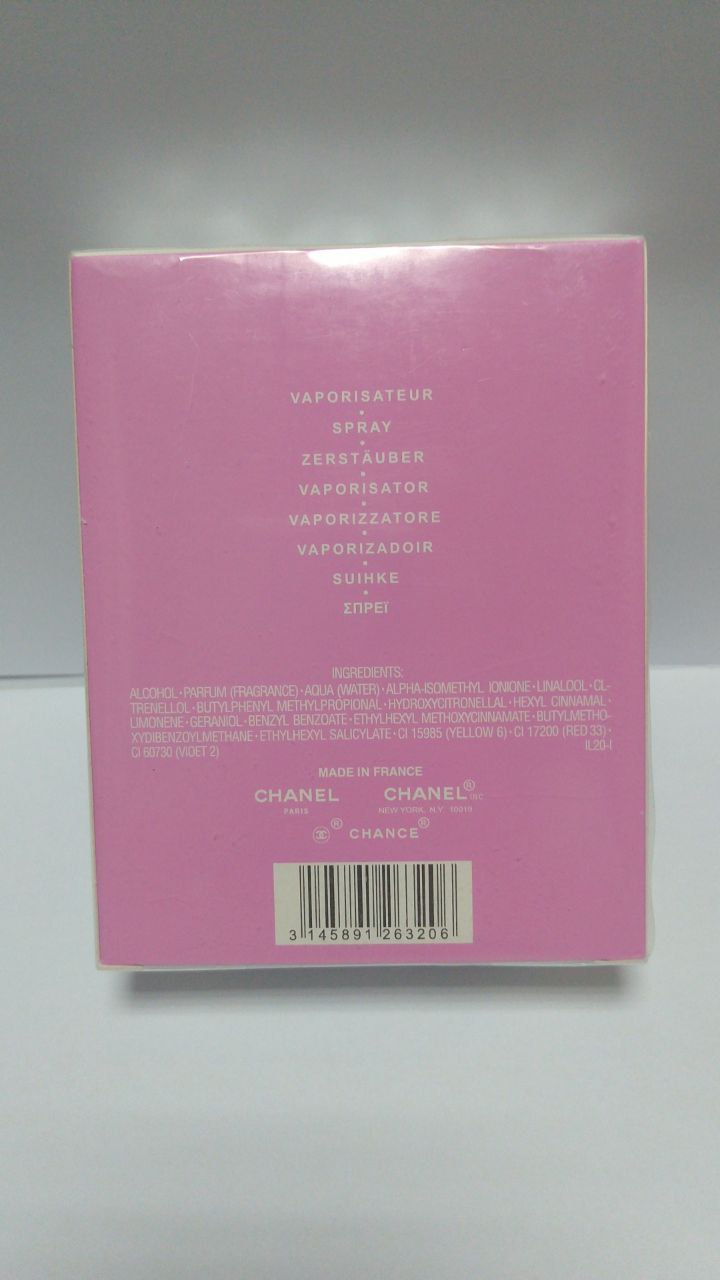 VAPORISATEUR
•
SPRAY
•
ZERSTÄUBER
•
VAPORISATOR
•
VAPORIZZATORE
•
VAPORIZADOIR
•
SUIHKE
•
ΣΠΡΕΪ
INGREDIENTS:
ALCOHOL•PARFUM (FRAGRANCE)•AQUA (WATER)•ALPHA-ISOMETHYL IONIONE•LINALOOL•CL-
TRENELLOL•BUTYLPHENYL METHYLPROPIONAL•HYDROXYCITRONELLAL•HEXYL CINNAMAL•
LIMONENE•GERANIOL•BENZYL BENZOATE•ETHYLHEXYL METHOXYCINNAMATE•BUTYLMETHO-
XYDIBENZOYLMETHANE•ETHYLHEXYL SALICYLATE•CI 15985 (YELLOW 6)•CI 17200 (RED 33)•
CI 60730 (VIOET 2) IL20-I
MADE IN FRANCE
CHANEL CHANEL® INC
PARIS NEW YORK, N.Y. 10019
® CHANCE®
3 145891 263206